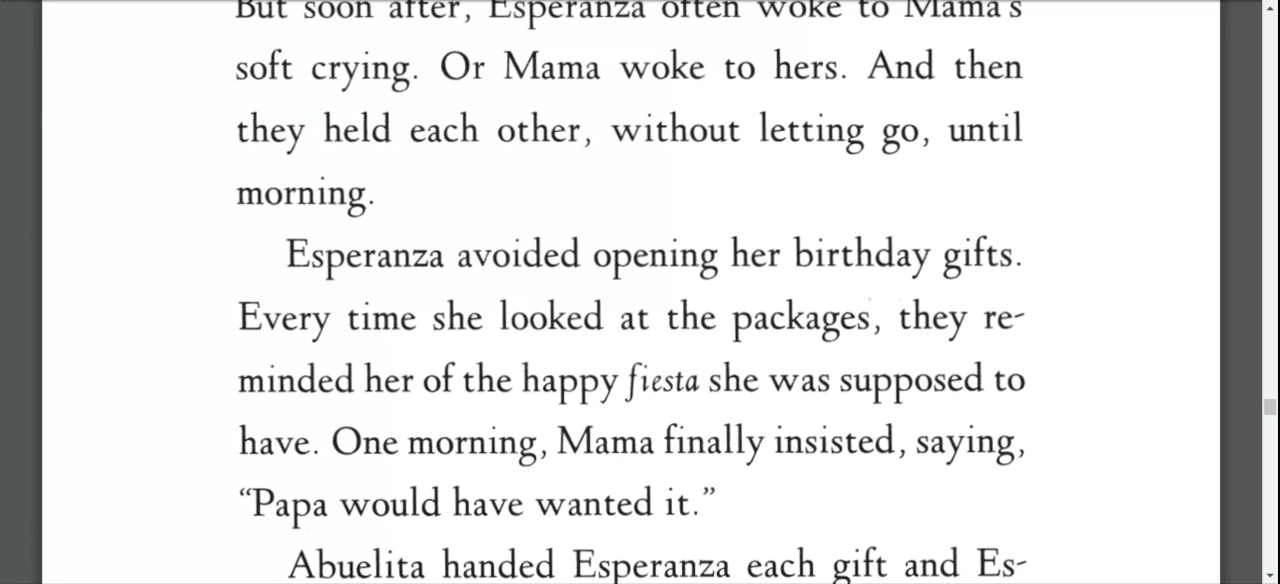 But soon after, Esperanza often woke to Mama's
soft crying. Or Mama woke to hers. And then
they held each other, without letting go, until
morning.
Esperanza avoided opening her birthday gifts.
Every time she looked at the packages, they re-
minded her of the happy fiesta she was supposed to
have. One morning, Mama finally insisted, saying,
“Papa would have wanted it.”
Abuelita handed Esperanza each gift and Es-